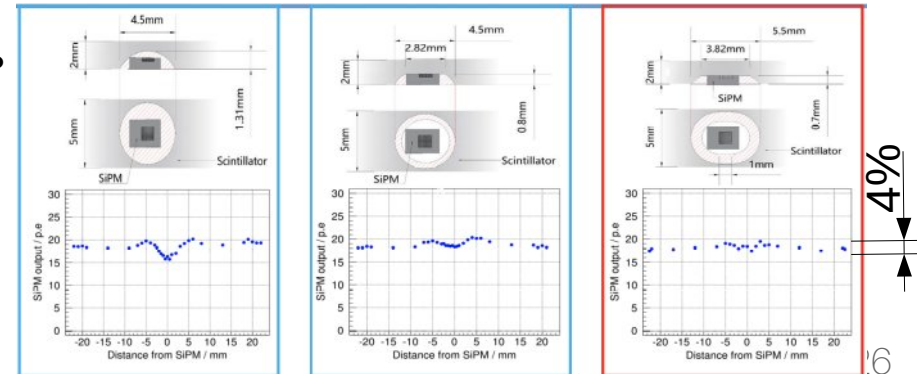 4.5mm
2mm
1.31mm
5mm
Scintillator
SiPM
SiPM output / p.e
30
25
20
15
10
5
0
-20 -15 -10 -5 0 5 10 15 20
Distance from SiPM / mm
4.5mm
2.82mm
2mm
0.8mm
5mm
Scintillator
SiPM
SiPM output / p.e
30
25
20
15
10
5
0
-20 -15 -10 -5 0 5 10 15 20
Distance from SiPM / mm
5.5mm
3.82mm
2mm
SiPM
0.7mm
5mm
Scintillator
1mm
SiPM output / p.e
30
25
20
15
10
5
0
-20 -15 -10 -5 0 5 10 15 20
Distance from SiPM / mm
4%